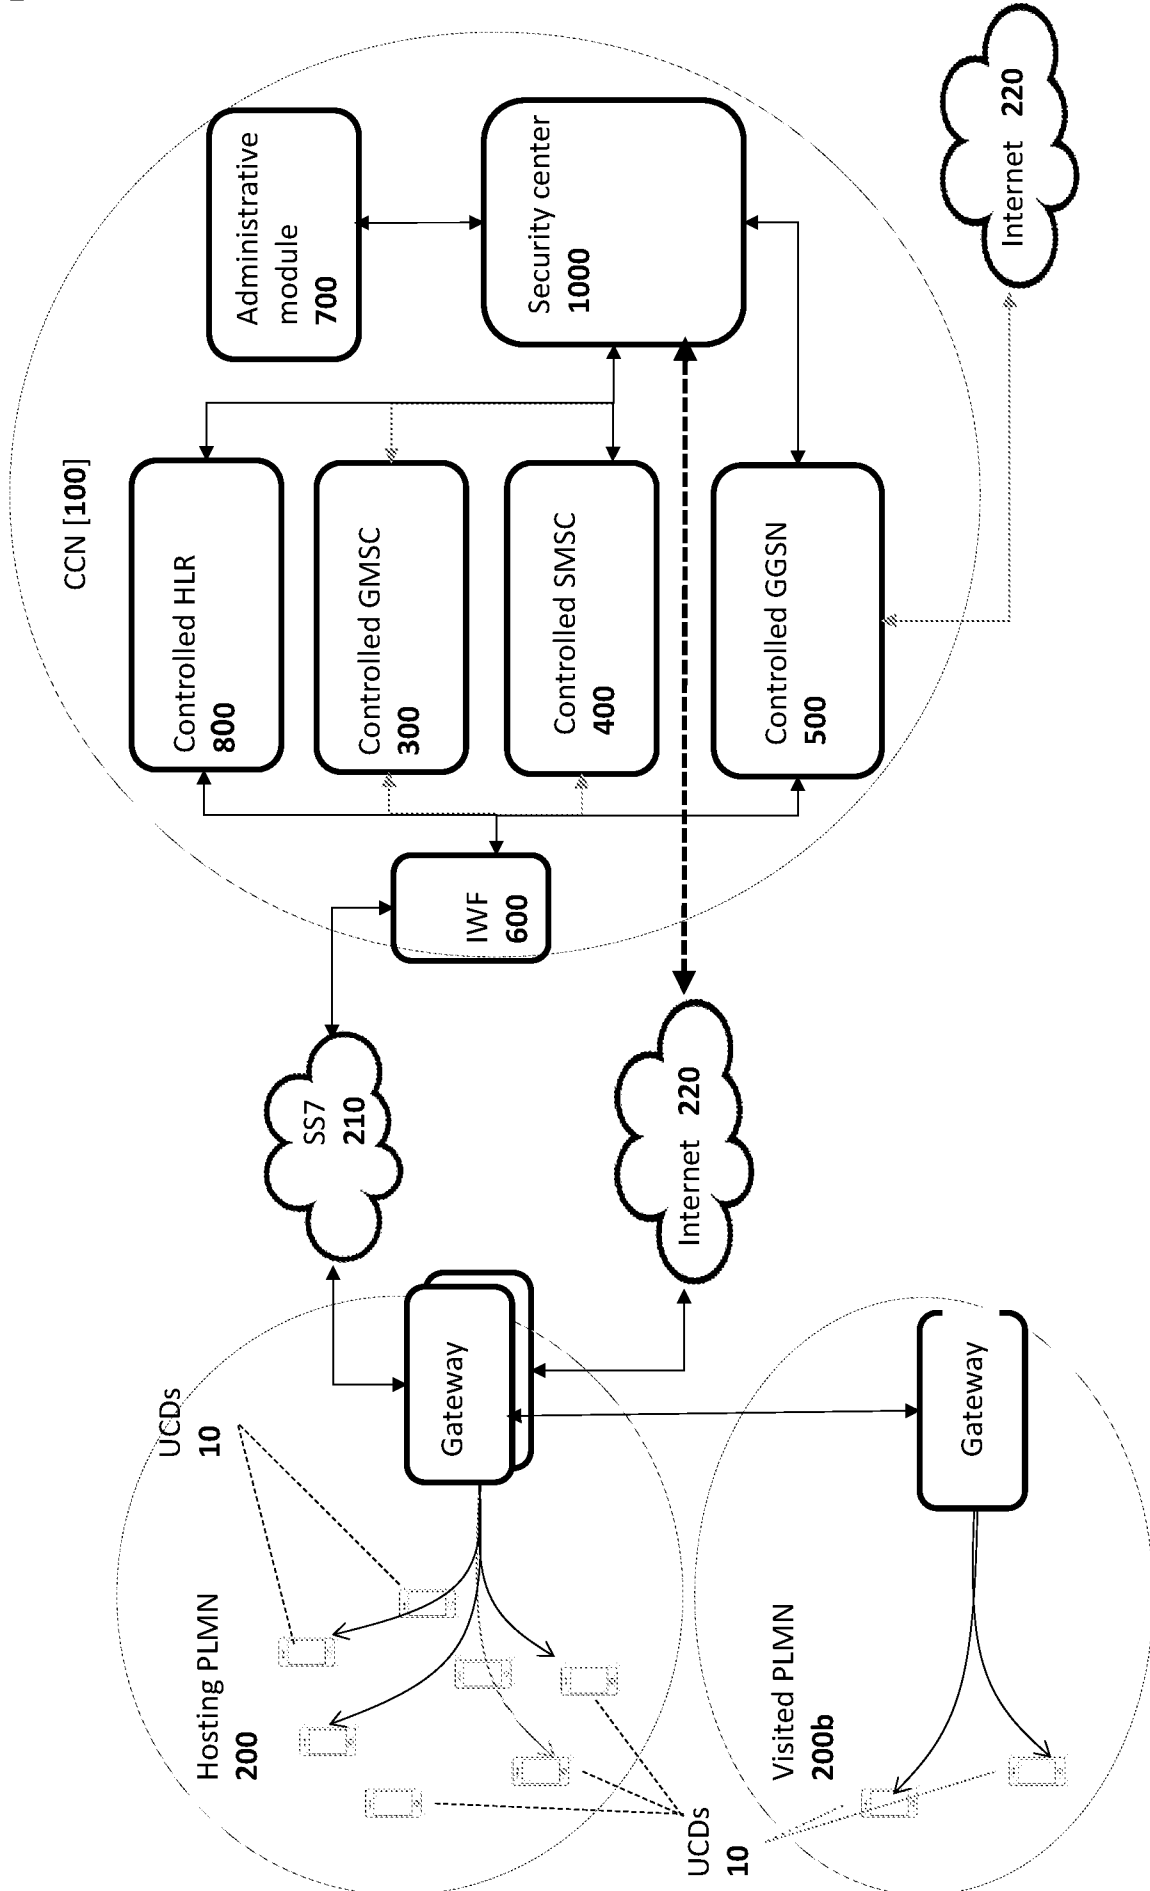 CCN [100]
Administrative
module
700
Security center
1000
Controlled HLR
800
Controlled GMSC
300
Controlled SMSC
400
Controlled GGSN
500
Internet 220
IWF
600
SS7
210
Internet 220
UCDs
10
Gateway
Hosting PLMN
200
UCDs
10
Gateway
Visited PLMN
200b